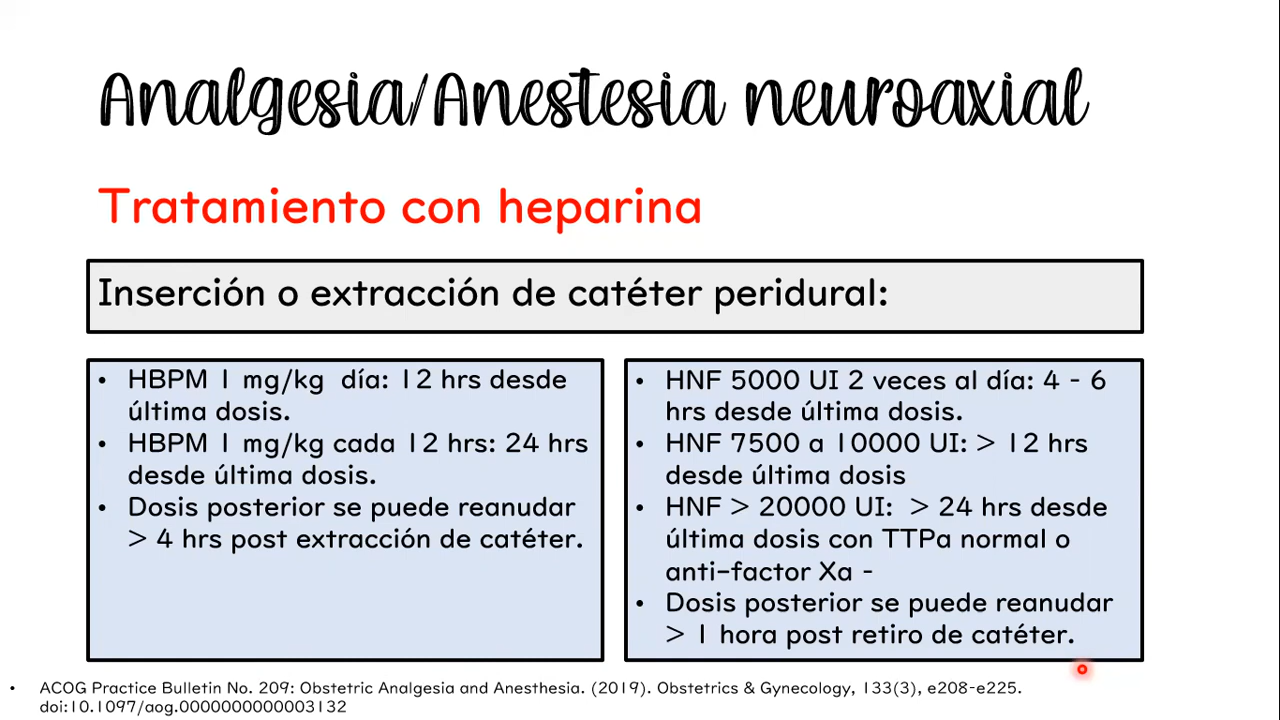 Analgesia/Anestesia neuroaxial
Tratamiento con heparina
Inserción o extracción de catéter peridural:
• HBPM 1 mg/kg día: 12 hrs desde
última dosis.
• HBPM 1 mg/kg cada 12 hrs: 24 hrs
desde última dosis.
• Dosis posterior se puede reanudar
> 4 hrs post extracción de catéter.
• HNF 5000 UI 2 veces al día: 4 - 6
hrs desde última dosis.
• HNF 7500 a 10000 UI: > 12 hrs
desde última dosis
• HNF > 20000 UI: > 24 hrs desde
última dosis con TTPa normal o
anti-factor Xa -
• Dosis posterior se puede reanudar
> 1 hora post retiro de catéter.
• ACOG Practice Bulletin No. 209: Obstetric Analgesia and Anesthesia. (2019). Obstetrics & Gynecology, 133(3), e208-e225.
doi:10.1097/aog.0000000000003132